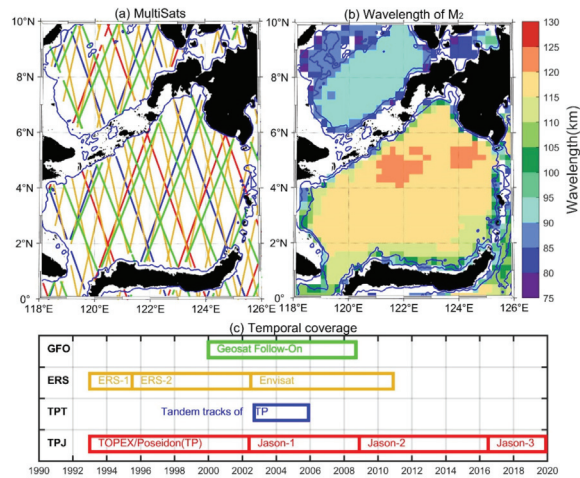 (a) MultiSats
(b) Wavelength of M2
10°N
8°N
6°N
4°N
2°N
0°
118°E 120°E 122°E 124°E 126°E
118°E 120°E 122°E 124°E 126°E
130
125
120
115
110
105
100
95
90
85
80
75
Wavelength(km)
(c) Temporal coverage
GFO Geosat Follow-On
ERS ERS-1 ERS-2 Envisat
TPT Tandem tracks of TP
TPJ TOPEX/Poseidon(TP) Jason-1 Jason-2 Jason-3
1990 1992 1994 1996 1998 2000 2002 2004 2006 2008 2010 2012 2014 2016 2018 2020